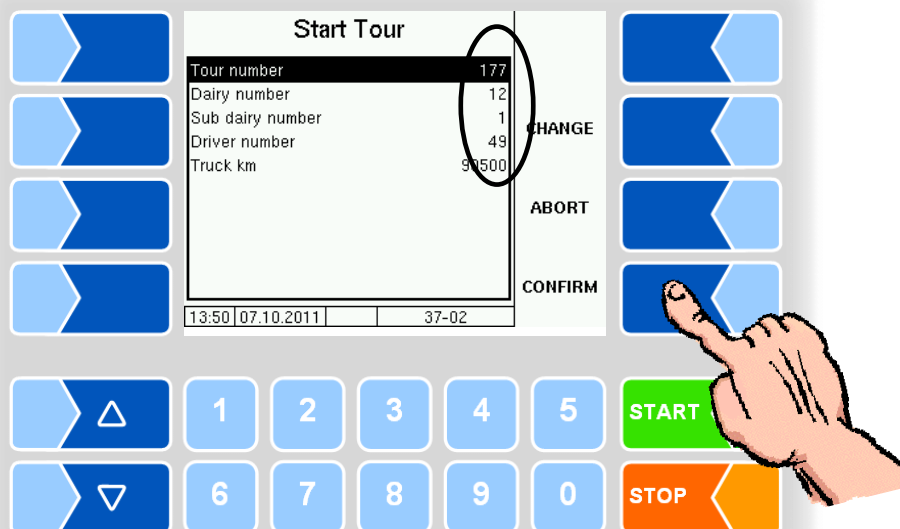 Start Tour
Tour number 177
Dairy number 12
Sub dairy number 1
Driver number 49
Truck km
CHANGE
ABORT
CONFIRM
13:50 07.10.2011 37-02
1 2 3 4 5 START
6 7 8 9 0 STOP